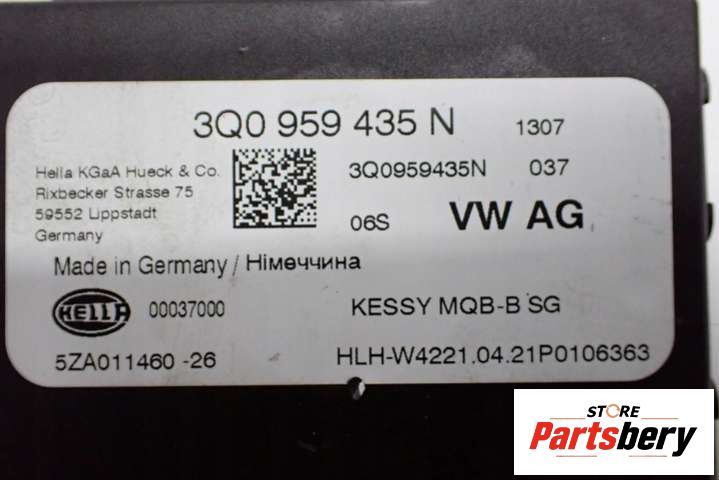 3Q0 959 435 N 1307
Hella KGaA Hueck & Co. 3Q0959435N 037
Rixbecker Strasse 75
59552 Lippstadt 06S VW AG
Germany
Made in Germany / Німеччина
HELLA 00037000 KESSY MQB-B SG
5ZA011460-26 HLH-W4221.04.21P0106363
STORE
Partsbery